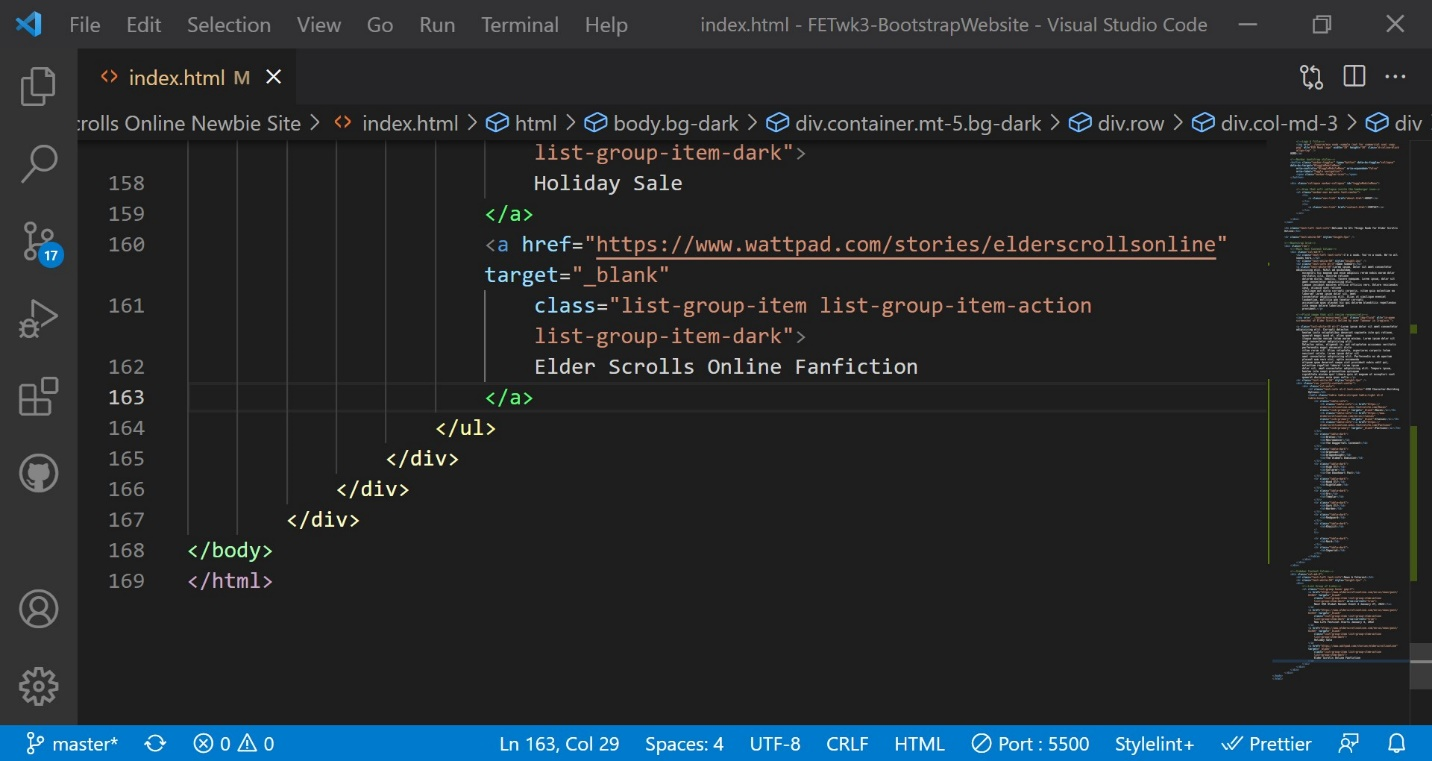 File Edit Selection View Go Run Terminal Help index.html - FETwk3-BootstrapWebsite - Visual Studio Code
index.html M
crolls Online Newbie Site > index.html > html > body.bg-dark > div.container.mt-5.bg-dark > div.row > div.col-md-3 > div
list-group-item-dark">
158 Holiday Sale
159 </a>
160 <a href="https://www.wattpad.com/stories/elderscrollsonline"
target="_blank"
161 class="list-group-item list-group-item-action
list-group-item-dark">
162 Elder Scrolls Online Fanfiction
163 </a>
164 </ul>
165 </div>
166 </div>
167 </div>
168 </body>
169 </html>
17
master* 0 0 Ln 163, Col 29 Spaces: 4 UTF-8 CRLF HTML Port : 5500 Stylelint+ Prettier